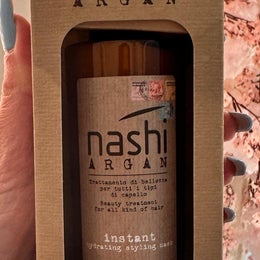 ARGAN
nashi
ARGAN
Trattamento di bellezza
per tutti i tipi
di capello
Beauty treatment
for all kind of hair
instant
hydrating styling mask